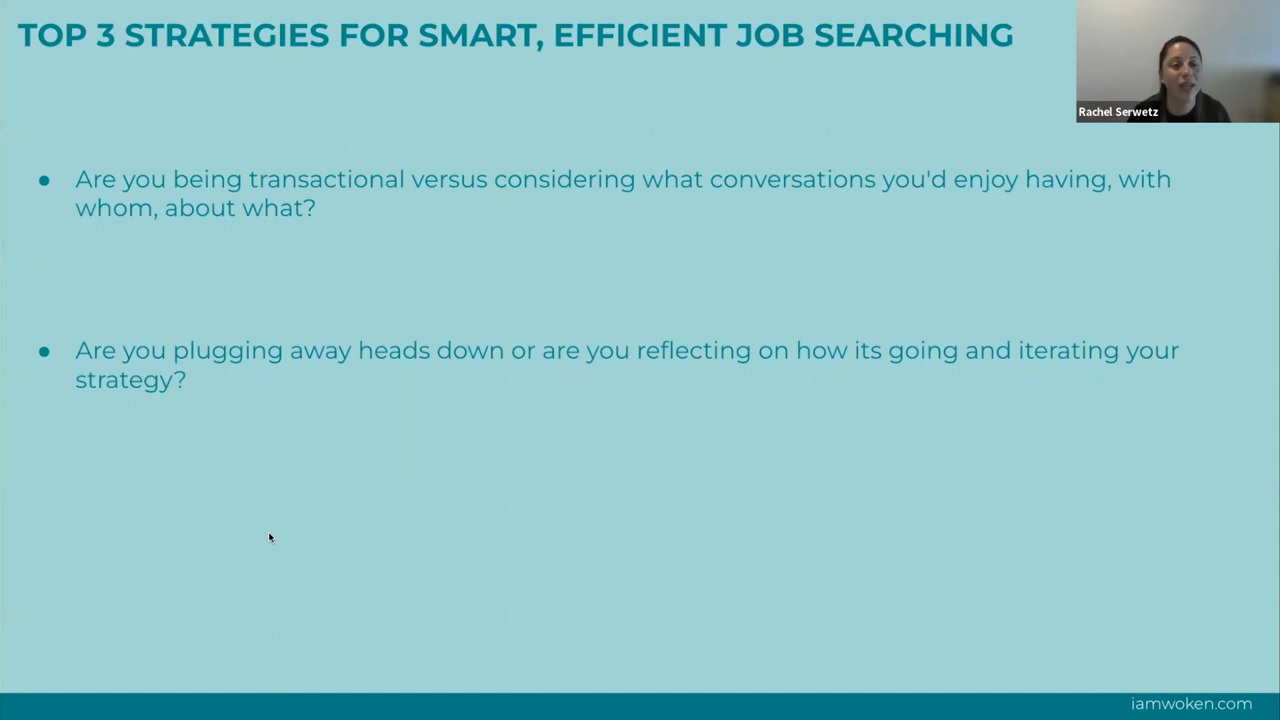 TOP 3 STRATEGIES FOR SMART, EFFICIENT JOB SEARCHING
Rachel Serwetz
● Are you being transactional versus considering what conversations you'd enjoy having, with
whom, about what?
● Are you plugging away heads down or are you reflecting on how its going and iterating your
strategy?
iamwoken.com